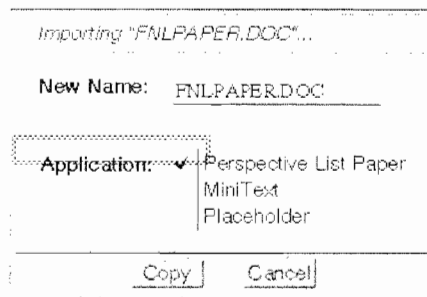 Importing "FNLPAPER.DOC"...
New Name: FNLPAPER.DOC
Application: ✔ Perspective List Paper
MiniText
Placeholder
Copy Cancel